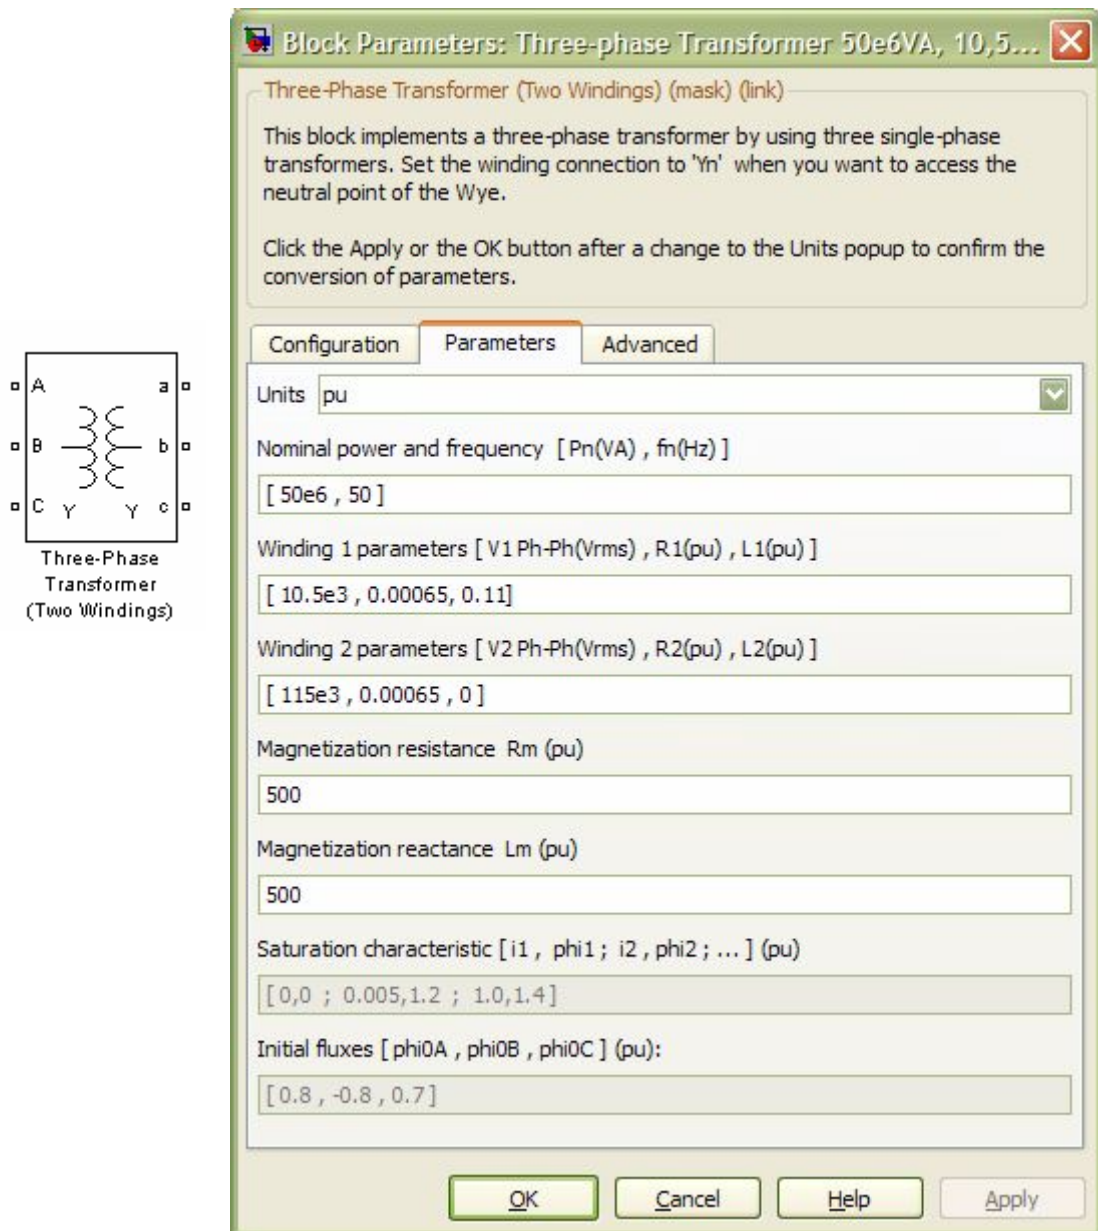 Block Parameters: Three-phase Transformer 50e6VA, 10,5...
Three-Phase Transformer (Two Windings) (mask) (link)
This block implements a three-phase transformer by using three single-phase
transformers. Set the winding connection to 'Yn' when you want to access the
neutral point of the Wye.
Click the Apply or the OK button after a change to the Units popup to confirm the
conversion of parameters.
Configuration Parameters Advanced
Units pu
Nominal power and frequency [ Pn(VA) , fn(Hz) ]
[ 50e6 , 50 ]
Winding 1 parameters [ V1 Ph-Ph(Vrms) , R1(pu) , L1(pu) ]
[ 10.5e3 , 0.00065, 0.11]
Winding 2 parameters [ V2 Ph-Ph(Vrms) , R2(pu) , L2(pu) ]
[ 115e3 , 0.00065 , 0 ]
Magnetization resistance Rm (pu)
500
Magnetization reactance Lm (pu)
500
Saturation characteristic [ i1 , phi1 ; i2 , phi2 ; ... ] (pu)
[ 0,0 ; 0.005,1.2 ; 1.0,1.4 ]
Initial fluxes [ phi0A , phi0B , phi0C ] (pu):
[ 0.8 , -0.8 , 0.7 ]
OK Cancel Help Apply
A a
B b
C Y Y c
Three-Phase
Transformer
(Two Windings)